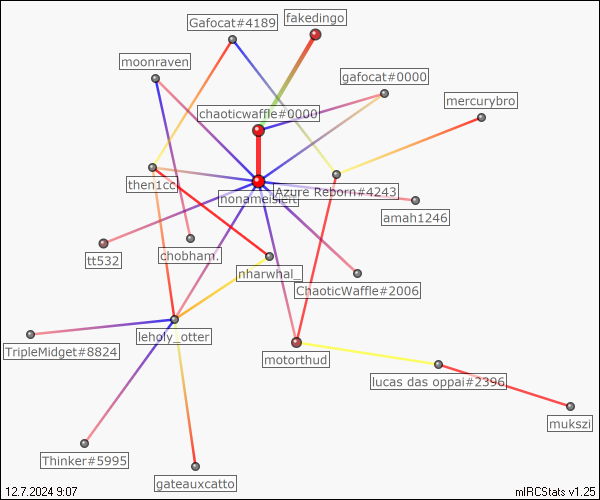 Gafocat#4189
fakedingo
moonraven
gafocat#0000
mercurybro
chaoticwaffle#0000
then1cc
Azure Reborn#4243
nonameisleft
amah1246
tt532
chobham.
nharwhal_
ChaoticWaffle#2006
leholy_otter
TripleMidget#8824
motorthud
lucas das oppai#2396
mukszi
Thinker#5995
gateauxcatto
12.7.2024 9:07
mIRCStats v1.25